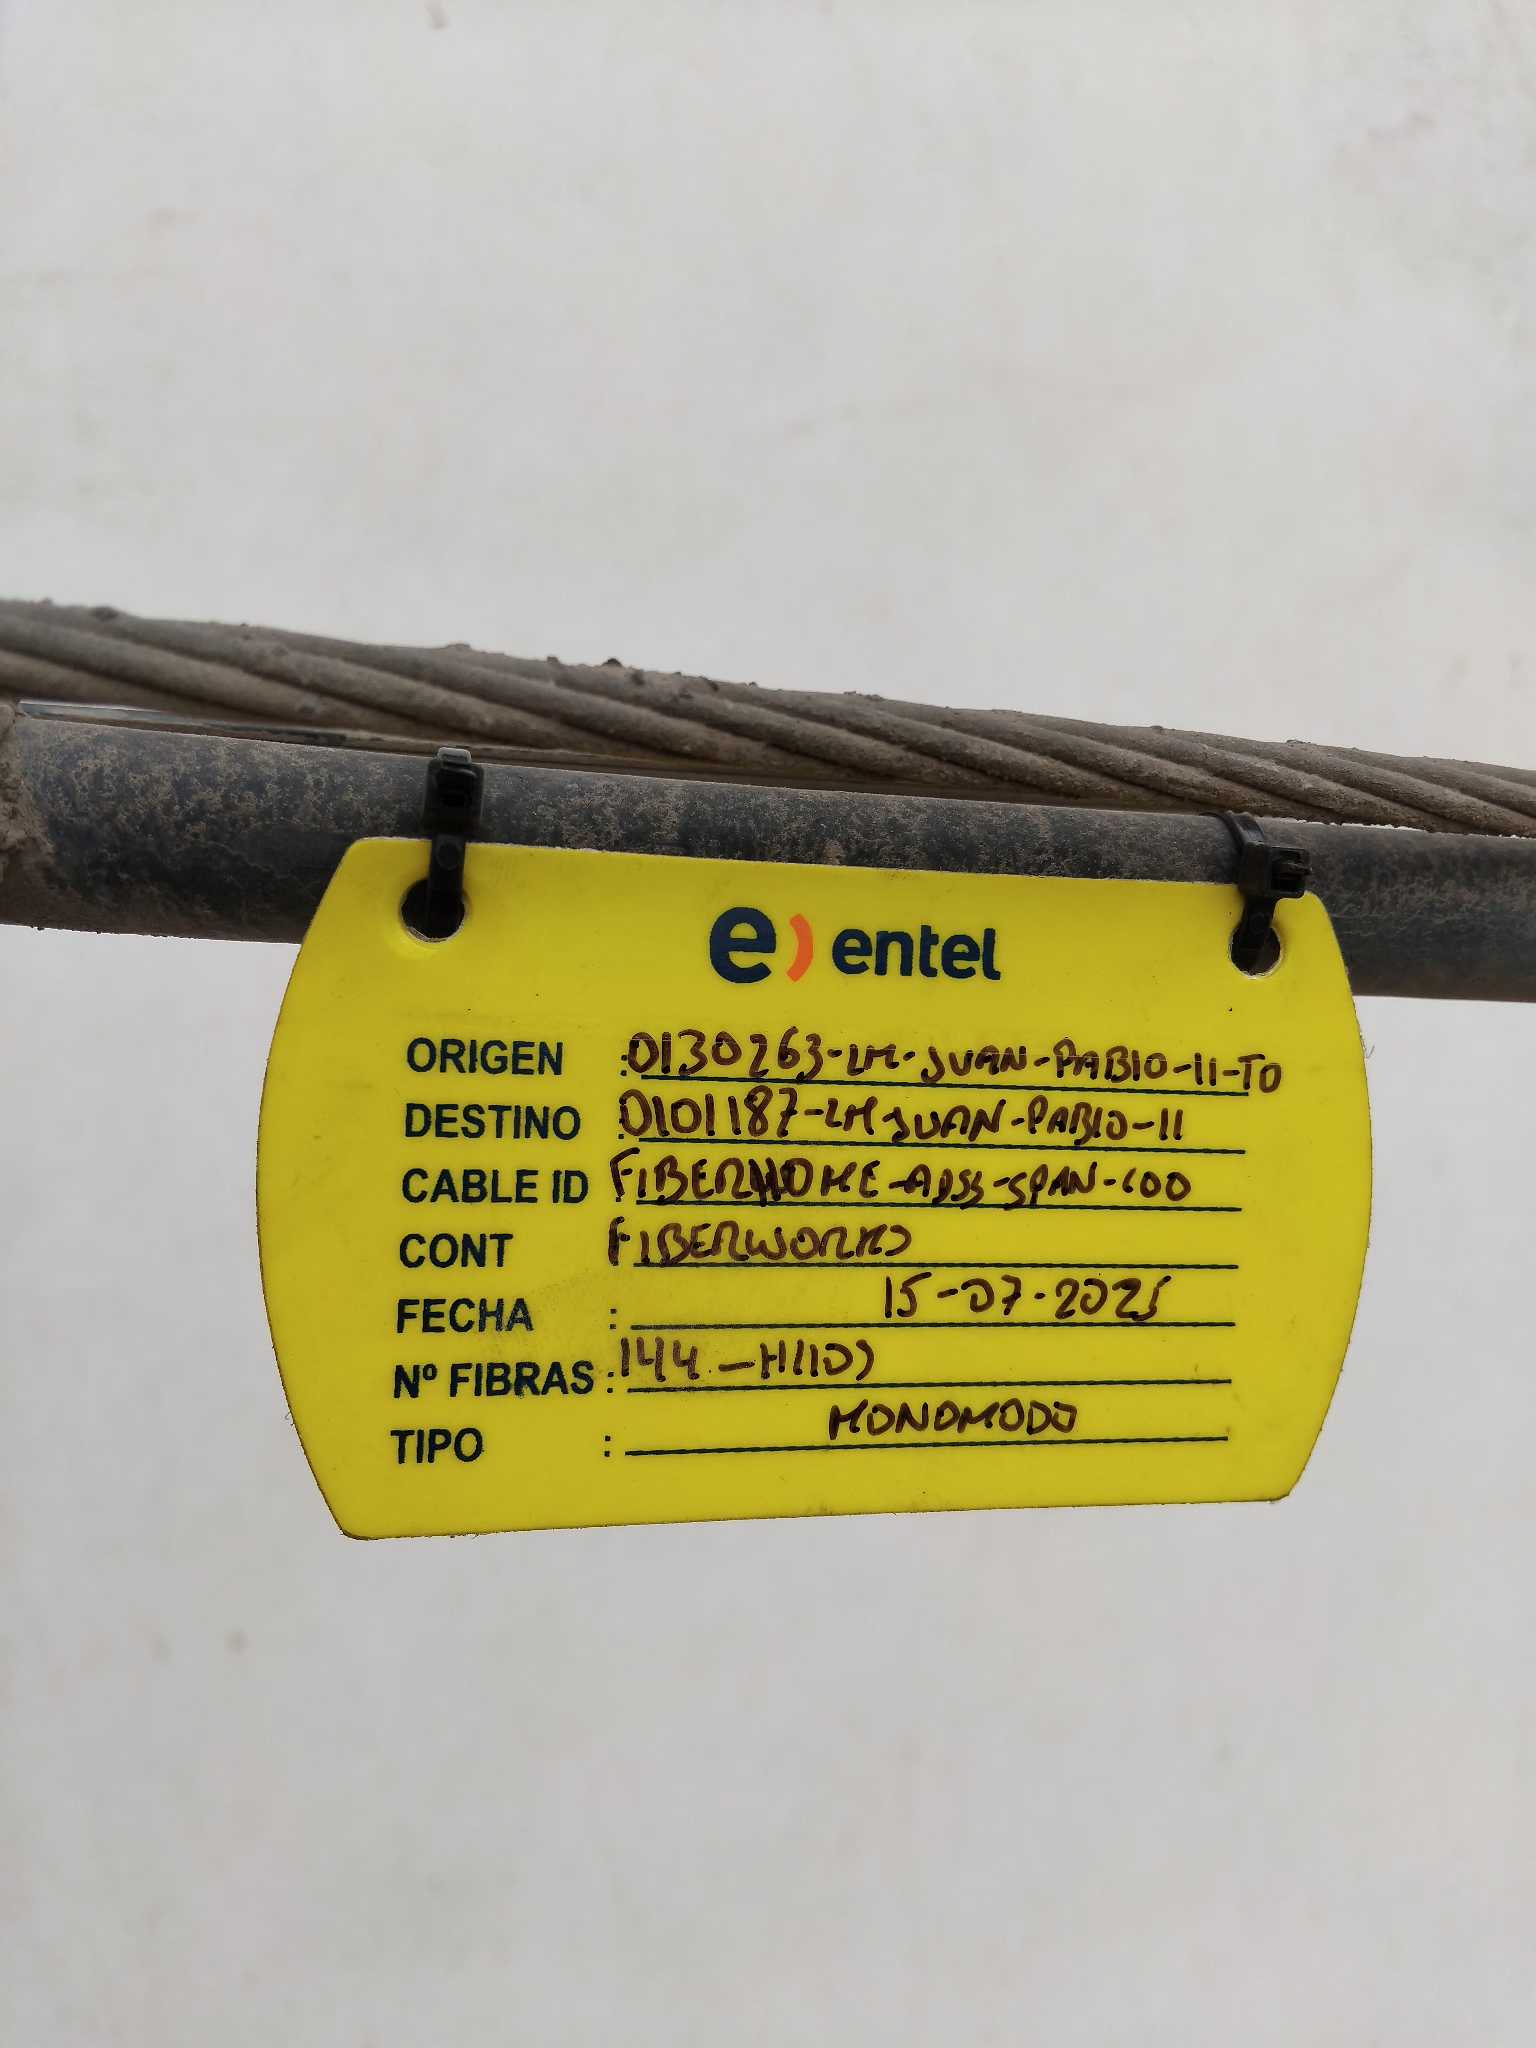 e) entel
ORIGEN : 0130263-LM-JUAN-PABlO-II-TO
DESTINO : 0101187-LM-JUAN-PABlO-II
CABLE ID : FIBERHOME-ADSS-SPAN-100
CONT FIBERWORKS
FECHA : 15-07-2025
Nº FIBRAS : 144-H(10)
TIPO : MONOMODO